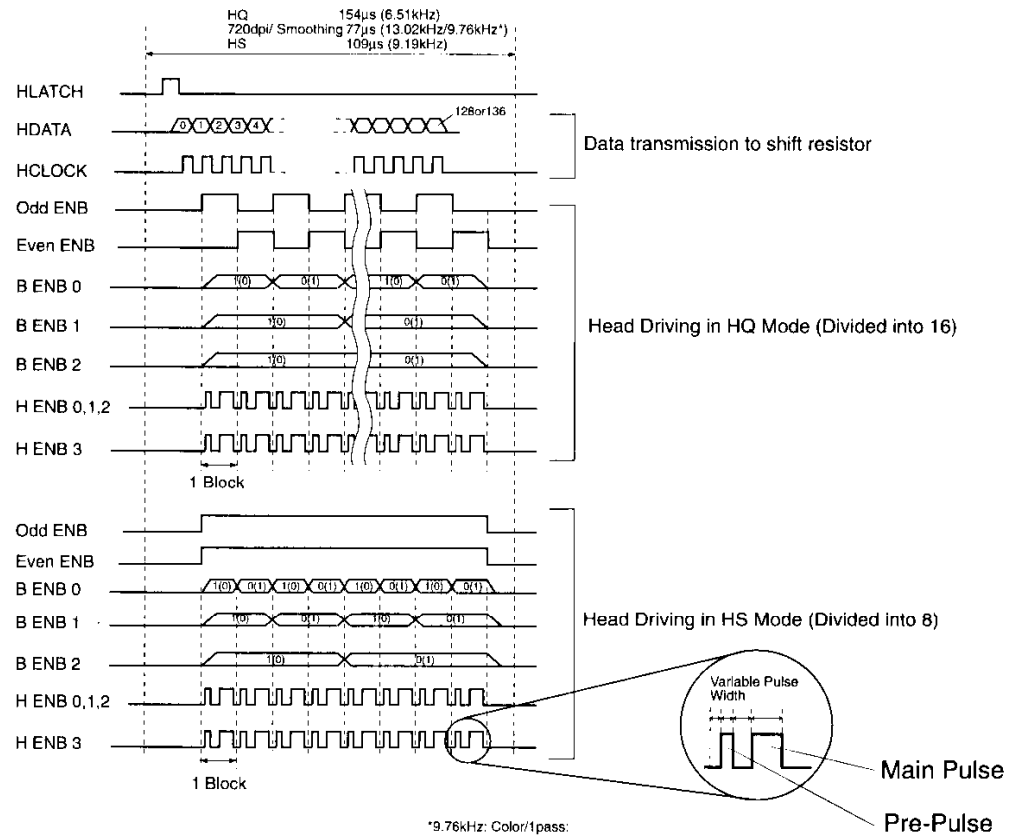 HQ 154μs (6.51kHz)
720dpi/ Smoothing 77μs (13.02kHz/9.76kHz*)
HS 109μs (9.19kHz)
HLATCH
HDATA 0 1 2 3 4 128or136
HCLOCK
Data transmission to shift resistor
Odd ENB
Even ENB
B ENB 0 1(0) 0(1) 1(0) 0(1)
B ENB 1 1(0) 0(1)
B ENB 2 1(0) 0(1)
H ENB 0,1,2
H ENB 3
1 Block
Head Driving in HQ Mode (Divided into 16)
Odd ENB
Even ENB
B ENB 0 1(0) 0(1) 1(0) 0(1) 1(0) 0(1) 1(0) 0(1)
B ENB 1 1(0) 0(1) 1(0) 0(1)
B ENB 2 1(0) 0(1)
H ENB 0,1,2
H ENB 3
1 Block
Head Driving in HS Mode (Divided into 8)
Variable Pulse
Width
Main Pulse
Pre-Pulse
*9.76kHz: Color/1pass: